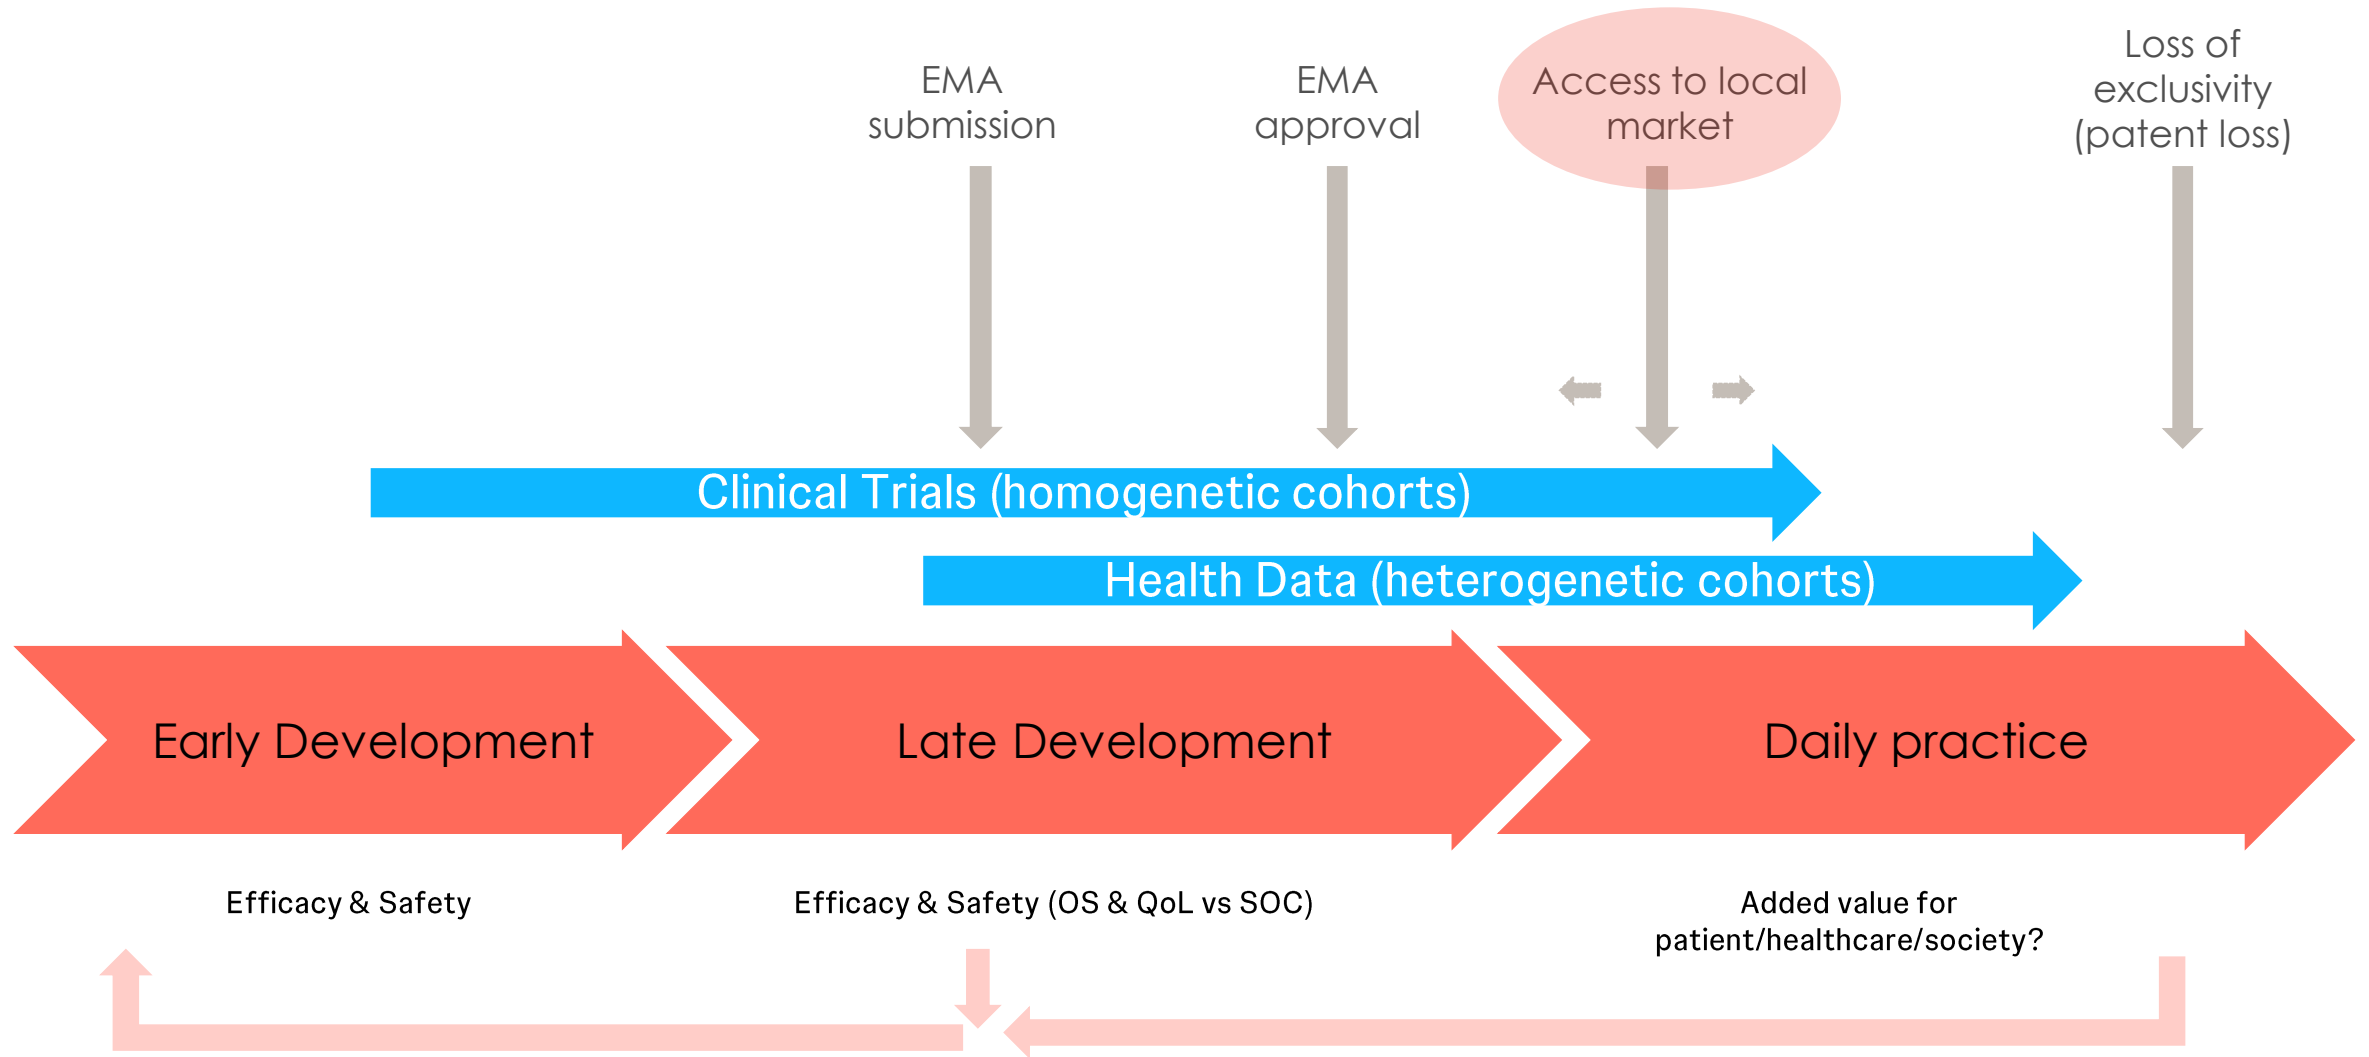 EMA
submission
EMA
approval
Access to local
market
Loss of
exclusivity
(patent loss)
Clinical Trials (homogenetic cohorts)
Health Data (heterogenetic cohorts)
Early Development
Late Development
Daily practice
Efficacy & Safety
Efficacy & Safety (OS & QoL vs SOC)
Added value for
patient/healthcare/society?